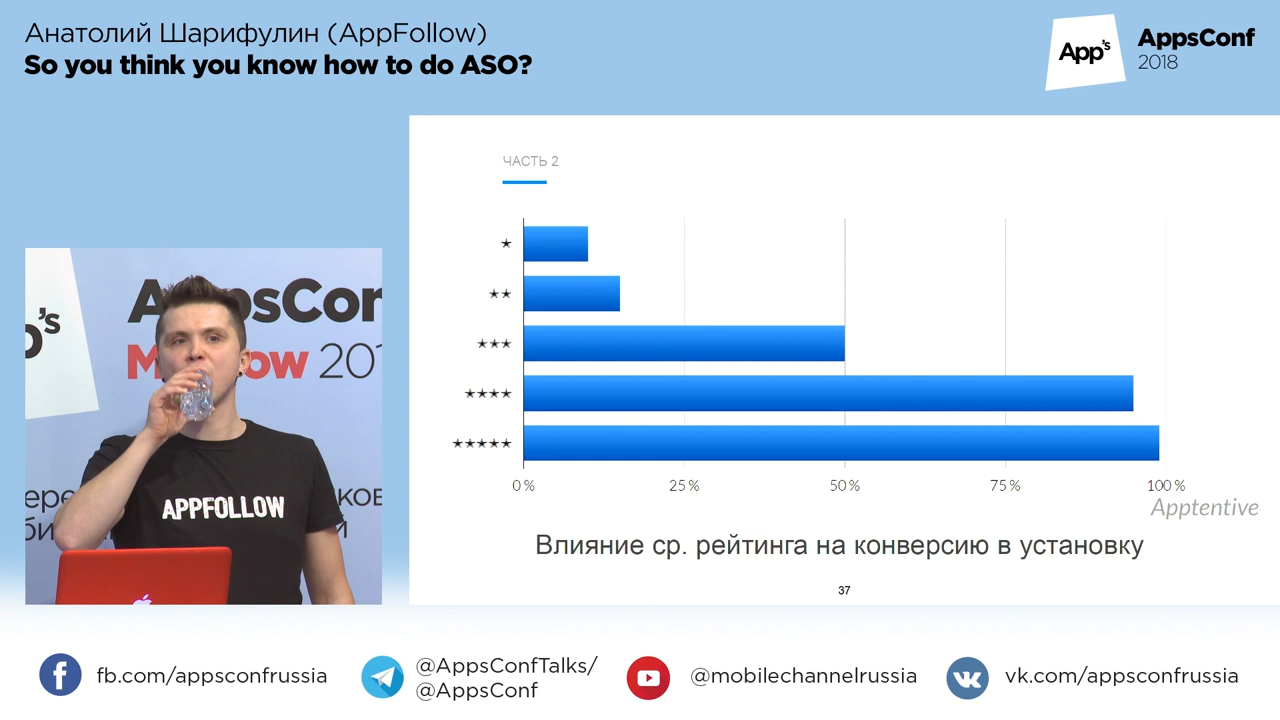 Анатолий Шарифулин (AppFollow)
So you think you know how to do ASO?
App's
AppsConf
2018
ЧАСТЬ 2
★
★★
★★★
★★★★
★★★★★
0 %
25 %
50 %
75 %
100 %
Apptentive
Влияние ср. рейтинга на конверсию в установку
37
APPFOLLOW
fb.com/appsconfrussia
@AppsConfTalks/
@AppsConf
@mobilechannelrussia
vk.com/appsconfrussia